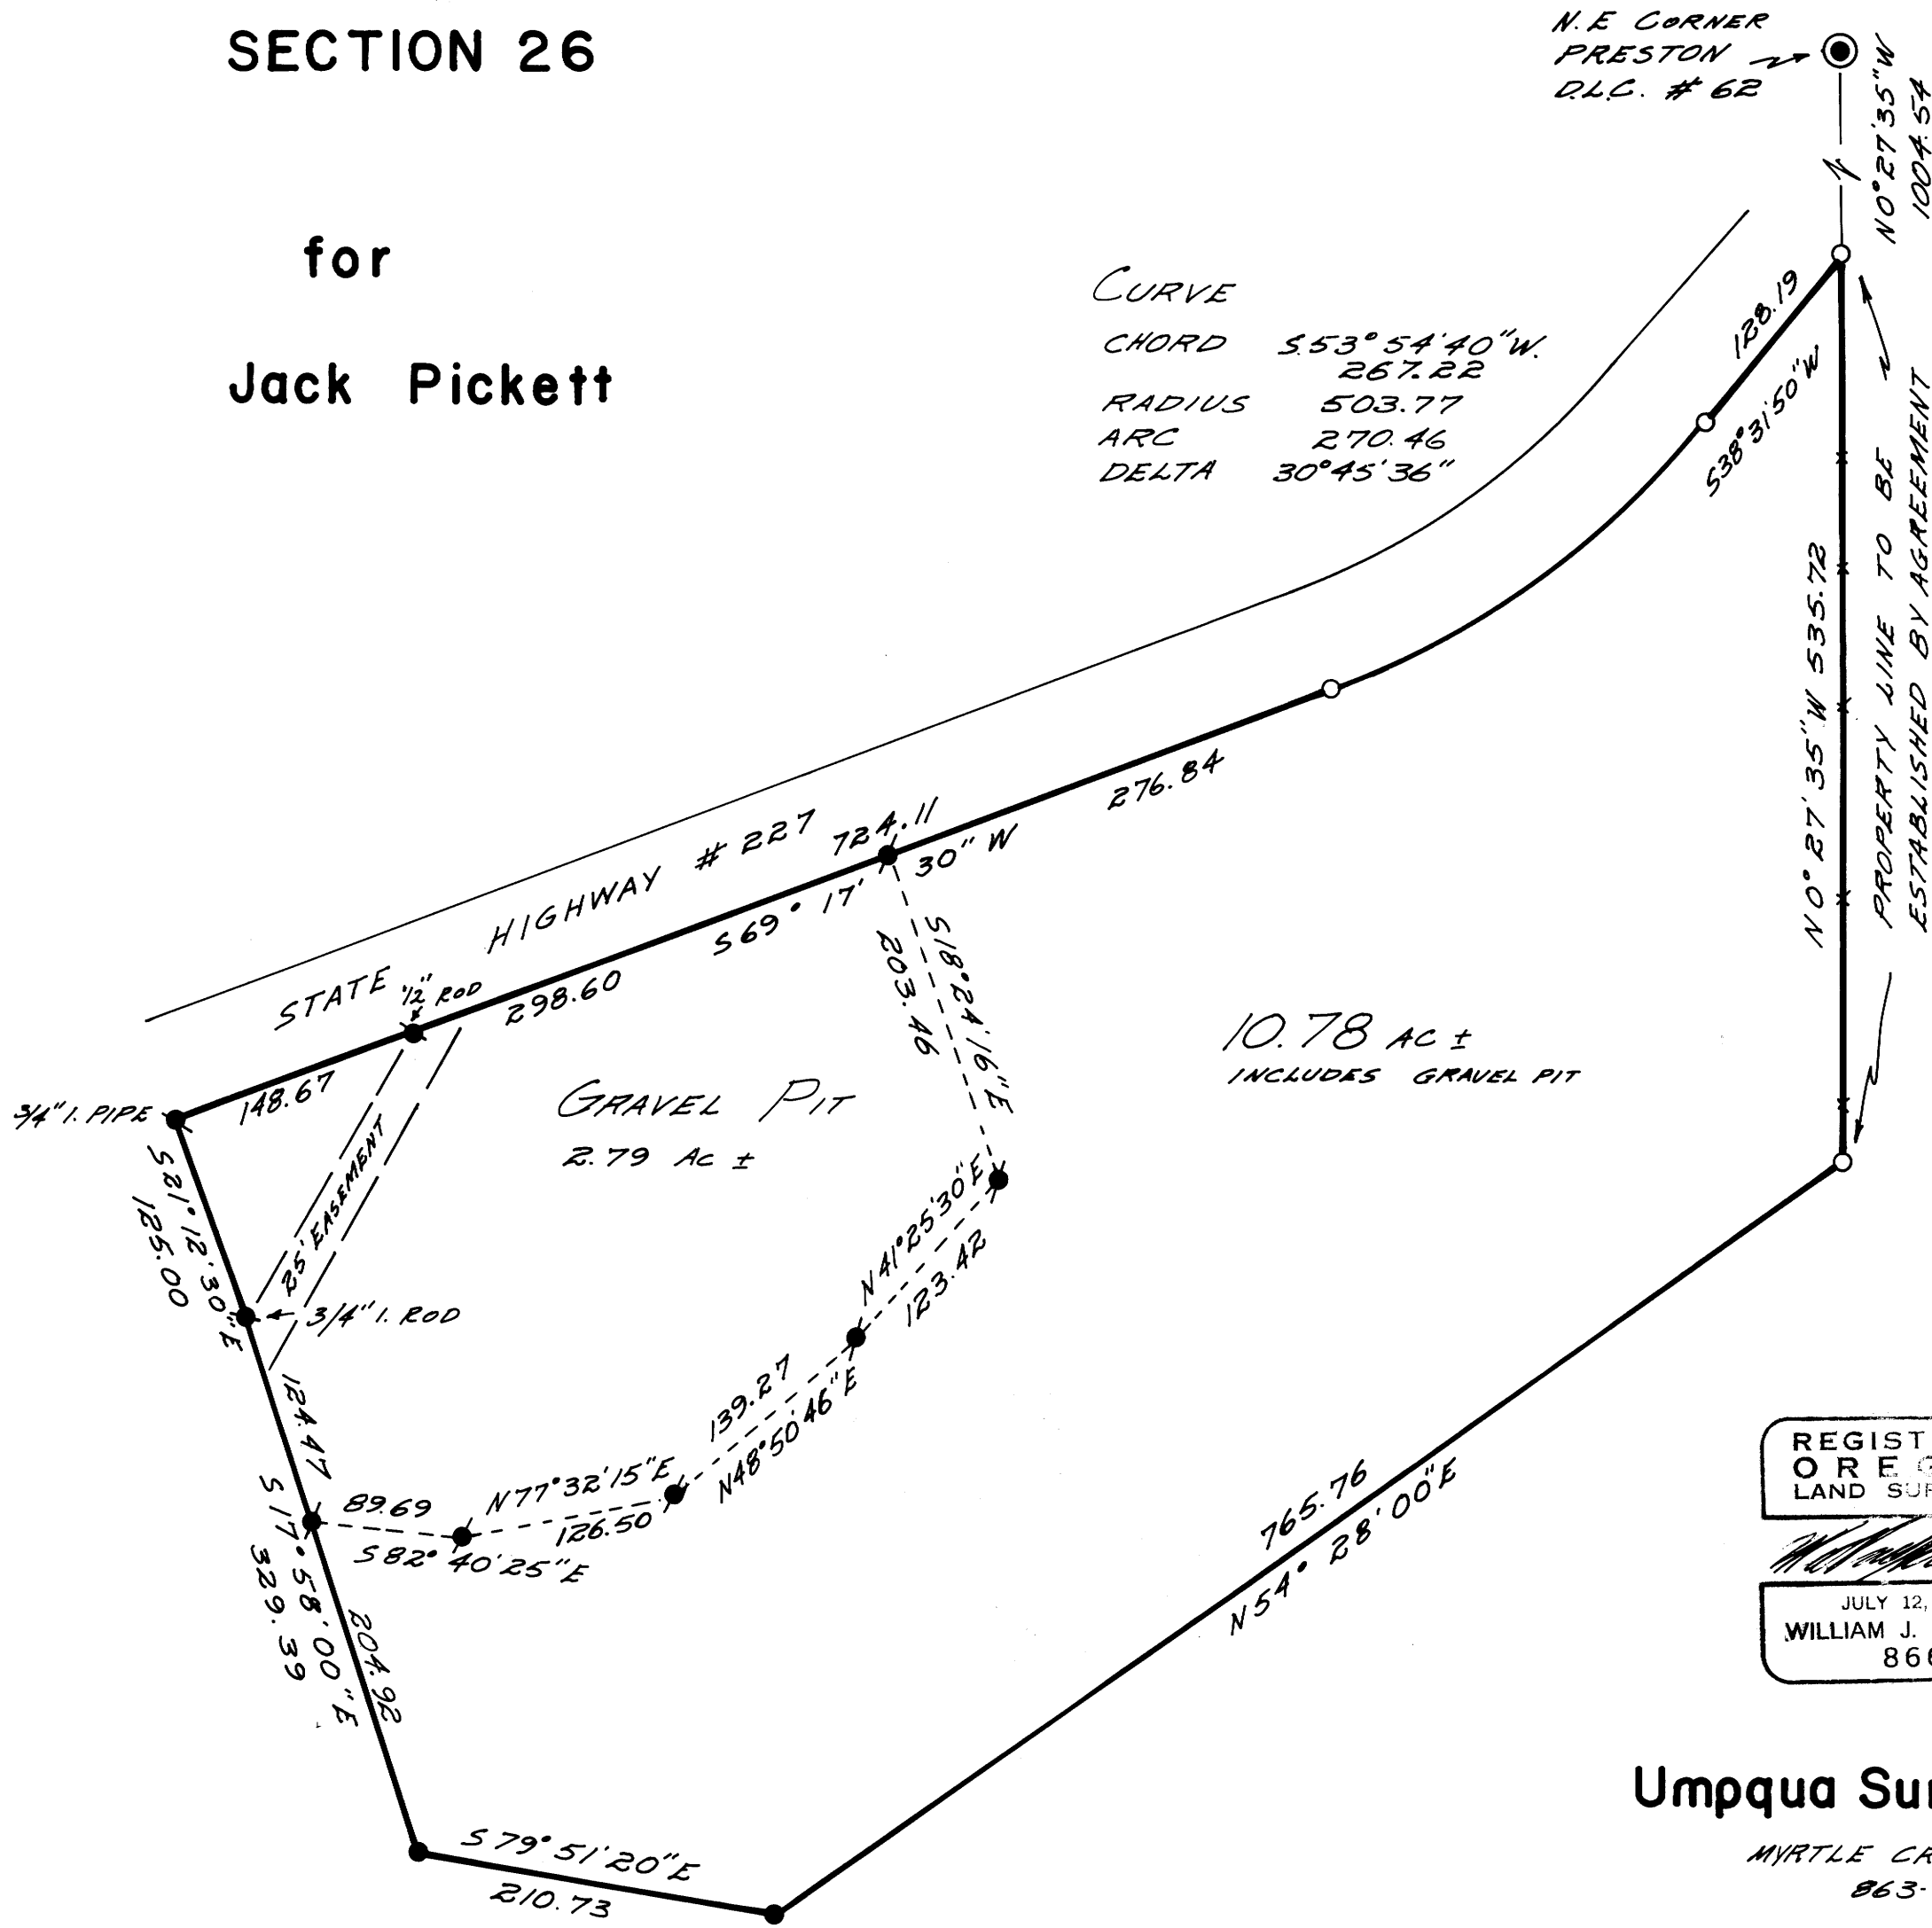 SECTION 26
for
Jack Pickett
N.E CORNER
PRESTON
D.L.C. # 62
N0°27'35"W
1004.54
CURVE
CHORD S.53°54'40"W.
267.22
RADIUS 503.77
ARC 270.46
DELTA 30°45'36"
128.19
S38°31'50"W
N0°27'35"W 535.72
PROPERTY LINE TO BE
ESTABLISHED BY AGREEMENT
276.84
STATE HIGHWAY # 227
724.11
S69°17'30"W
298.60
1/2" ROD
148.67
3/4" I. PIPE
S21°12'30"E
125.00
25' EASEMENT
3/4" I. ROD
GRAVEL PIT
2.79 AC ±
S18°24'16"E
203.46
10.78 AC ±
INCLUDES GRAVEL PIT
N41°25'30"E
123.42
139.27
N48°50'46"E
N77°32'15"E
126.50
89.69
S82°40'25"E
124.47
S17°58'00"E
329.39
204.92
S79°51'20"E
210.73
765.76
N54°28'00"E
REGIST
OREG
LAND SUR
JULY 12,
WILLIAM J.
866
Umpqua Sur
MYRTLE CR
863-